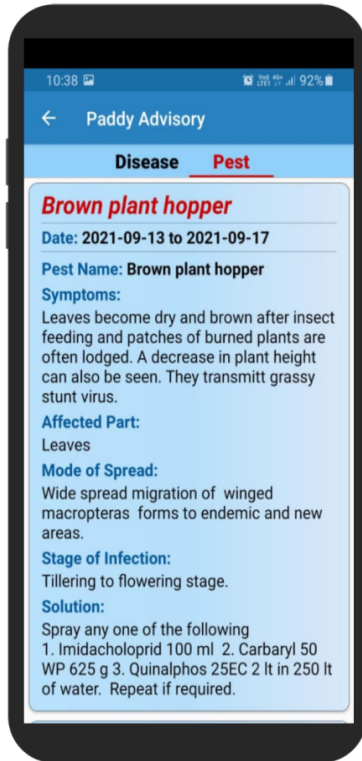 10:38 92%
Paddy Advisory
Disease Pest
Brown plant hopper
Date: 2021-09-13 to 2021-09-17
Pest Name: Brown plant hopper
Symptoms:
Leaves become dry and brown after insect
feeding and patches of burned plants are
often lodged. A decrease in plant height
can also be seen. They transmitt grassy
stunt virus.
Affected Part:
Leaves
Mode of Spread:
Wide spread migration of winged
macropteras forms to endemic and new
areas.
Stage of Infection:
Tillering to flowering stage.
Solution:
Spray any one of the following
1. Imidacholoprid 100 ml 2. Carbaryl 50
WP 625 g 3. Quinalphos 25EC 2 lt in 250 lt
of water. Repeat if required.